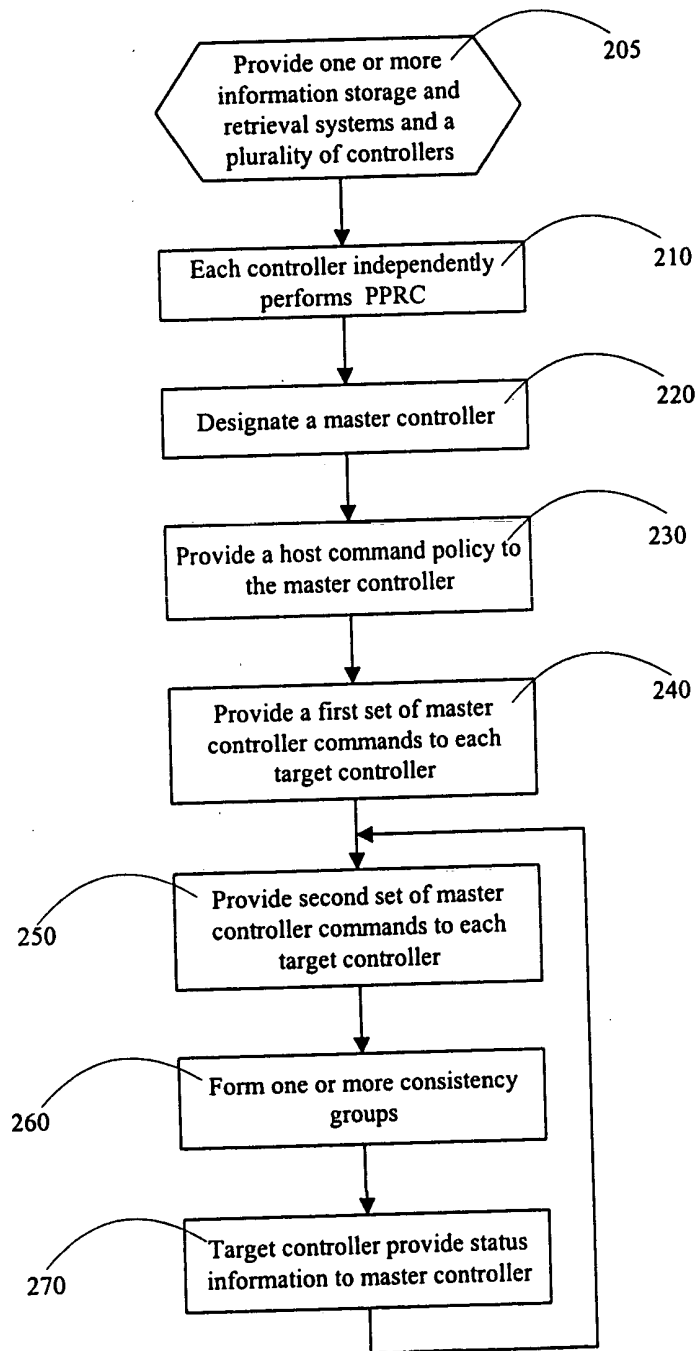 Provide one or more
information storage and
retrieval systems and a
plurality of controllers
205
Each controller independently
performs PPRC
210
Designate a master controller
220
Provide a host command policy to
the master controller
230
Provide a first set of master
controller commands to each
target controller
240
Provide second set of master
controller commands to each
target controller
250
Form one or more consistency
groups
260
Target controller provide status
information to master controller
270